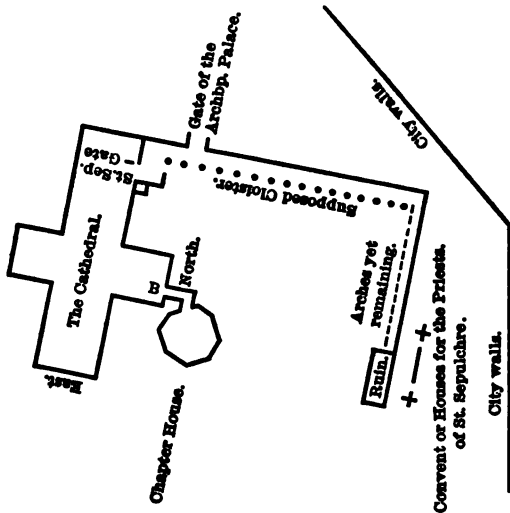 Gate of the
Archbp. Palace.
City walls.
St. Sep.
Gate
Supposed Cloister.
The Cathedral.
North.
B
East.
Arches yet
remaining.
Ruin.
Chapter House.
Convent or Houses for the Priests.
of St. Sepulchre.
City walls.